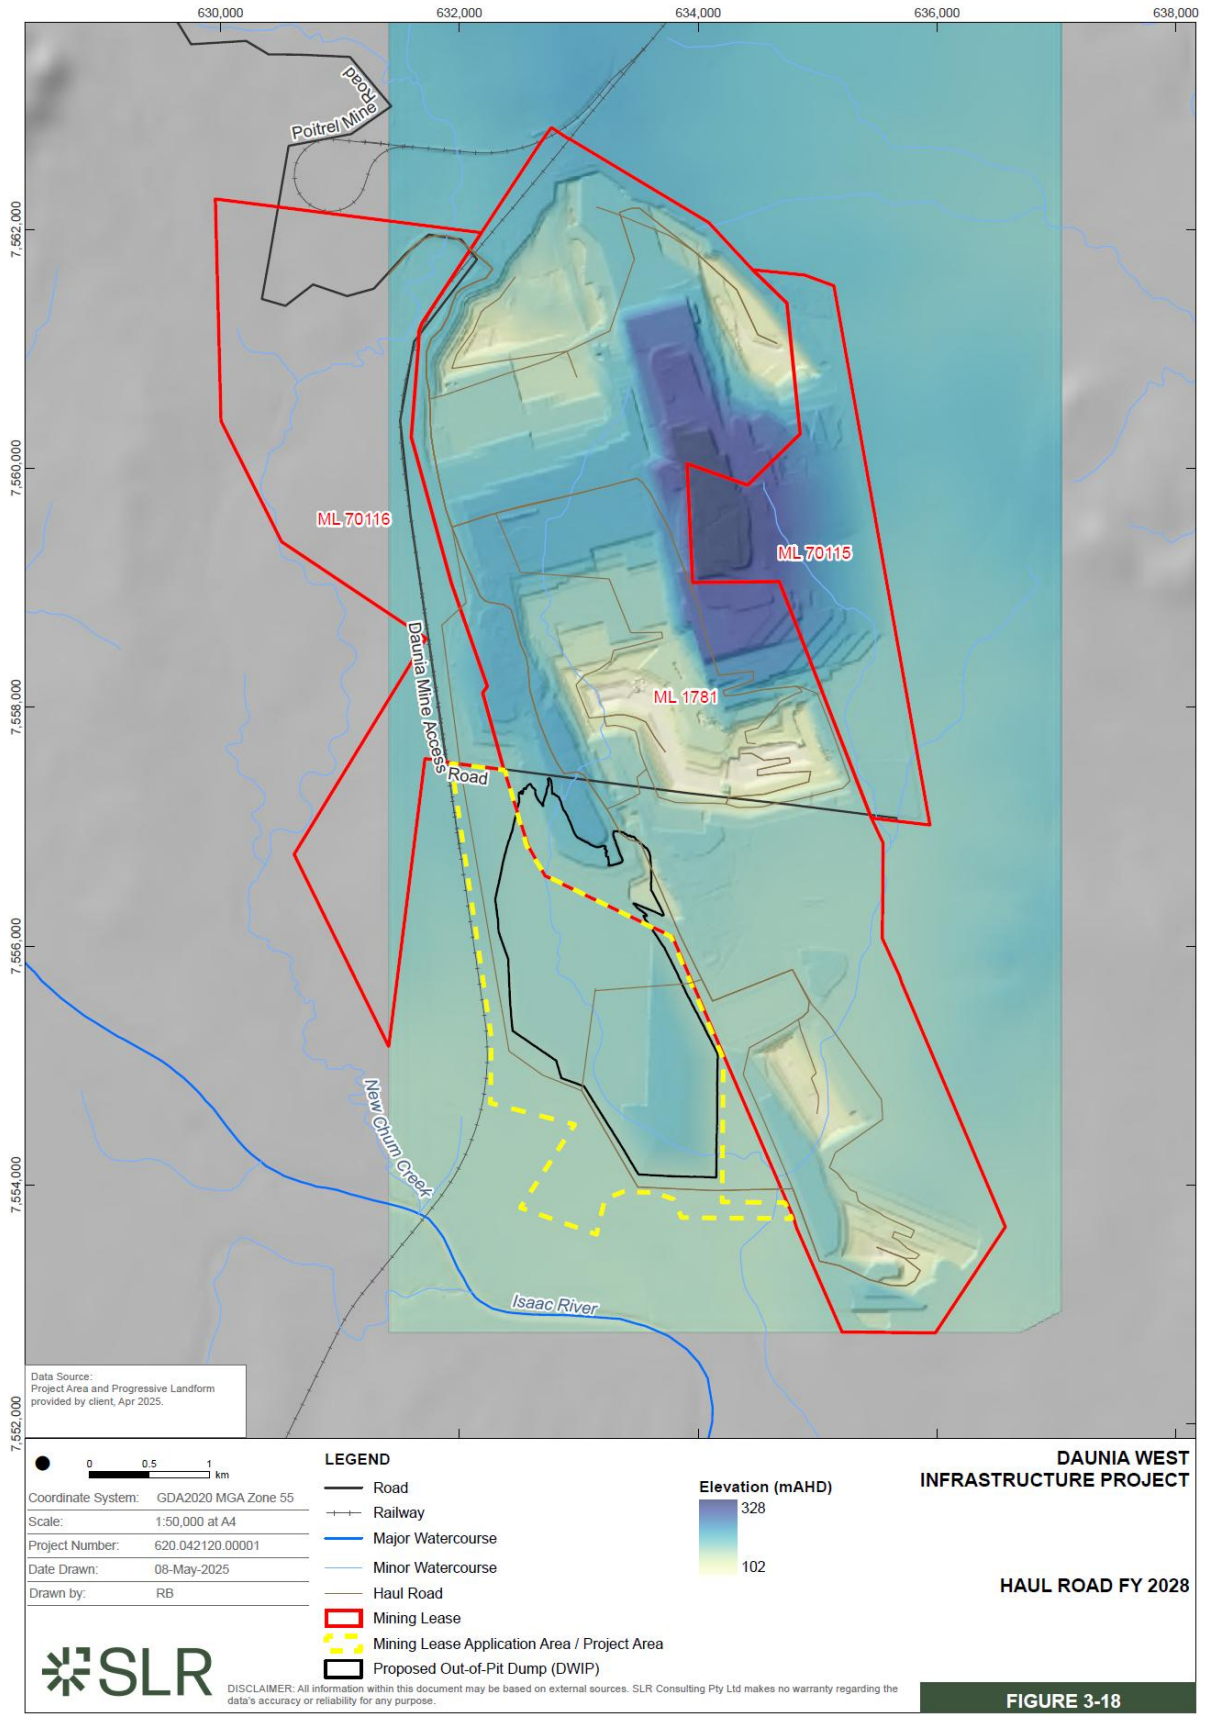 630,000
632,000
634,000
636,000
638,000
7,562,000
7,560,000
7,558,000
7,556,000
7,554,000
7,552,000
Poitrel Mine
Road
ML 70116
ML 70115
ML 1781
Daunia Mine Access
Road
New Chum Creek
Isaac River
Data Source:
Project Area and Progressive Landform
provided by client, Apr 2025.
0 0.5 1
km
Coordinate System: GDA2020 MGA Zone 55
Scale: 1:50,000 at A4
Project Number: 620.042120.00001
Date Drawn: 08-May-2025
Drawn by: RB
SLR
LEGEND
Road
Railway
Major Watercourse
Minor Watercourse
Haul Road
Mining Lease
Mining Lease Application Area / Project Area
Proposed Out-of-Pit Dump (DWIP)
Elevation (mAHD)
328
102
DAUNIA WEST
INFRASTRUCTURE PROJECT
HAUL ROAD FY 2028
DISCLAIMER: All information within this document may be based on external sources. SLR Consulting Pty Ltd makes no warranty regarding the
data's accuracy or reliability for any purpose.
FIGURE 3-18